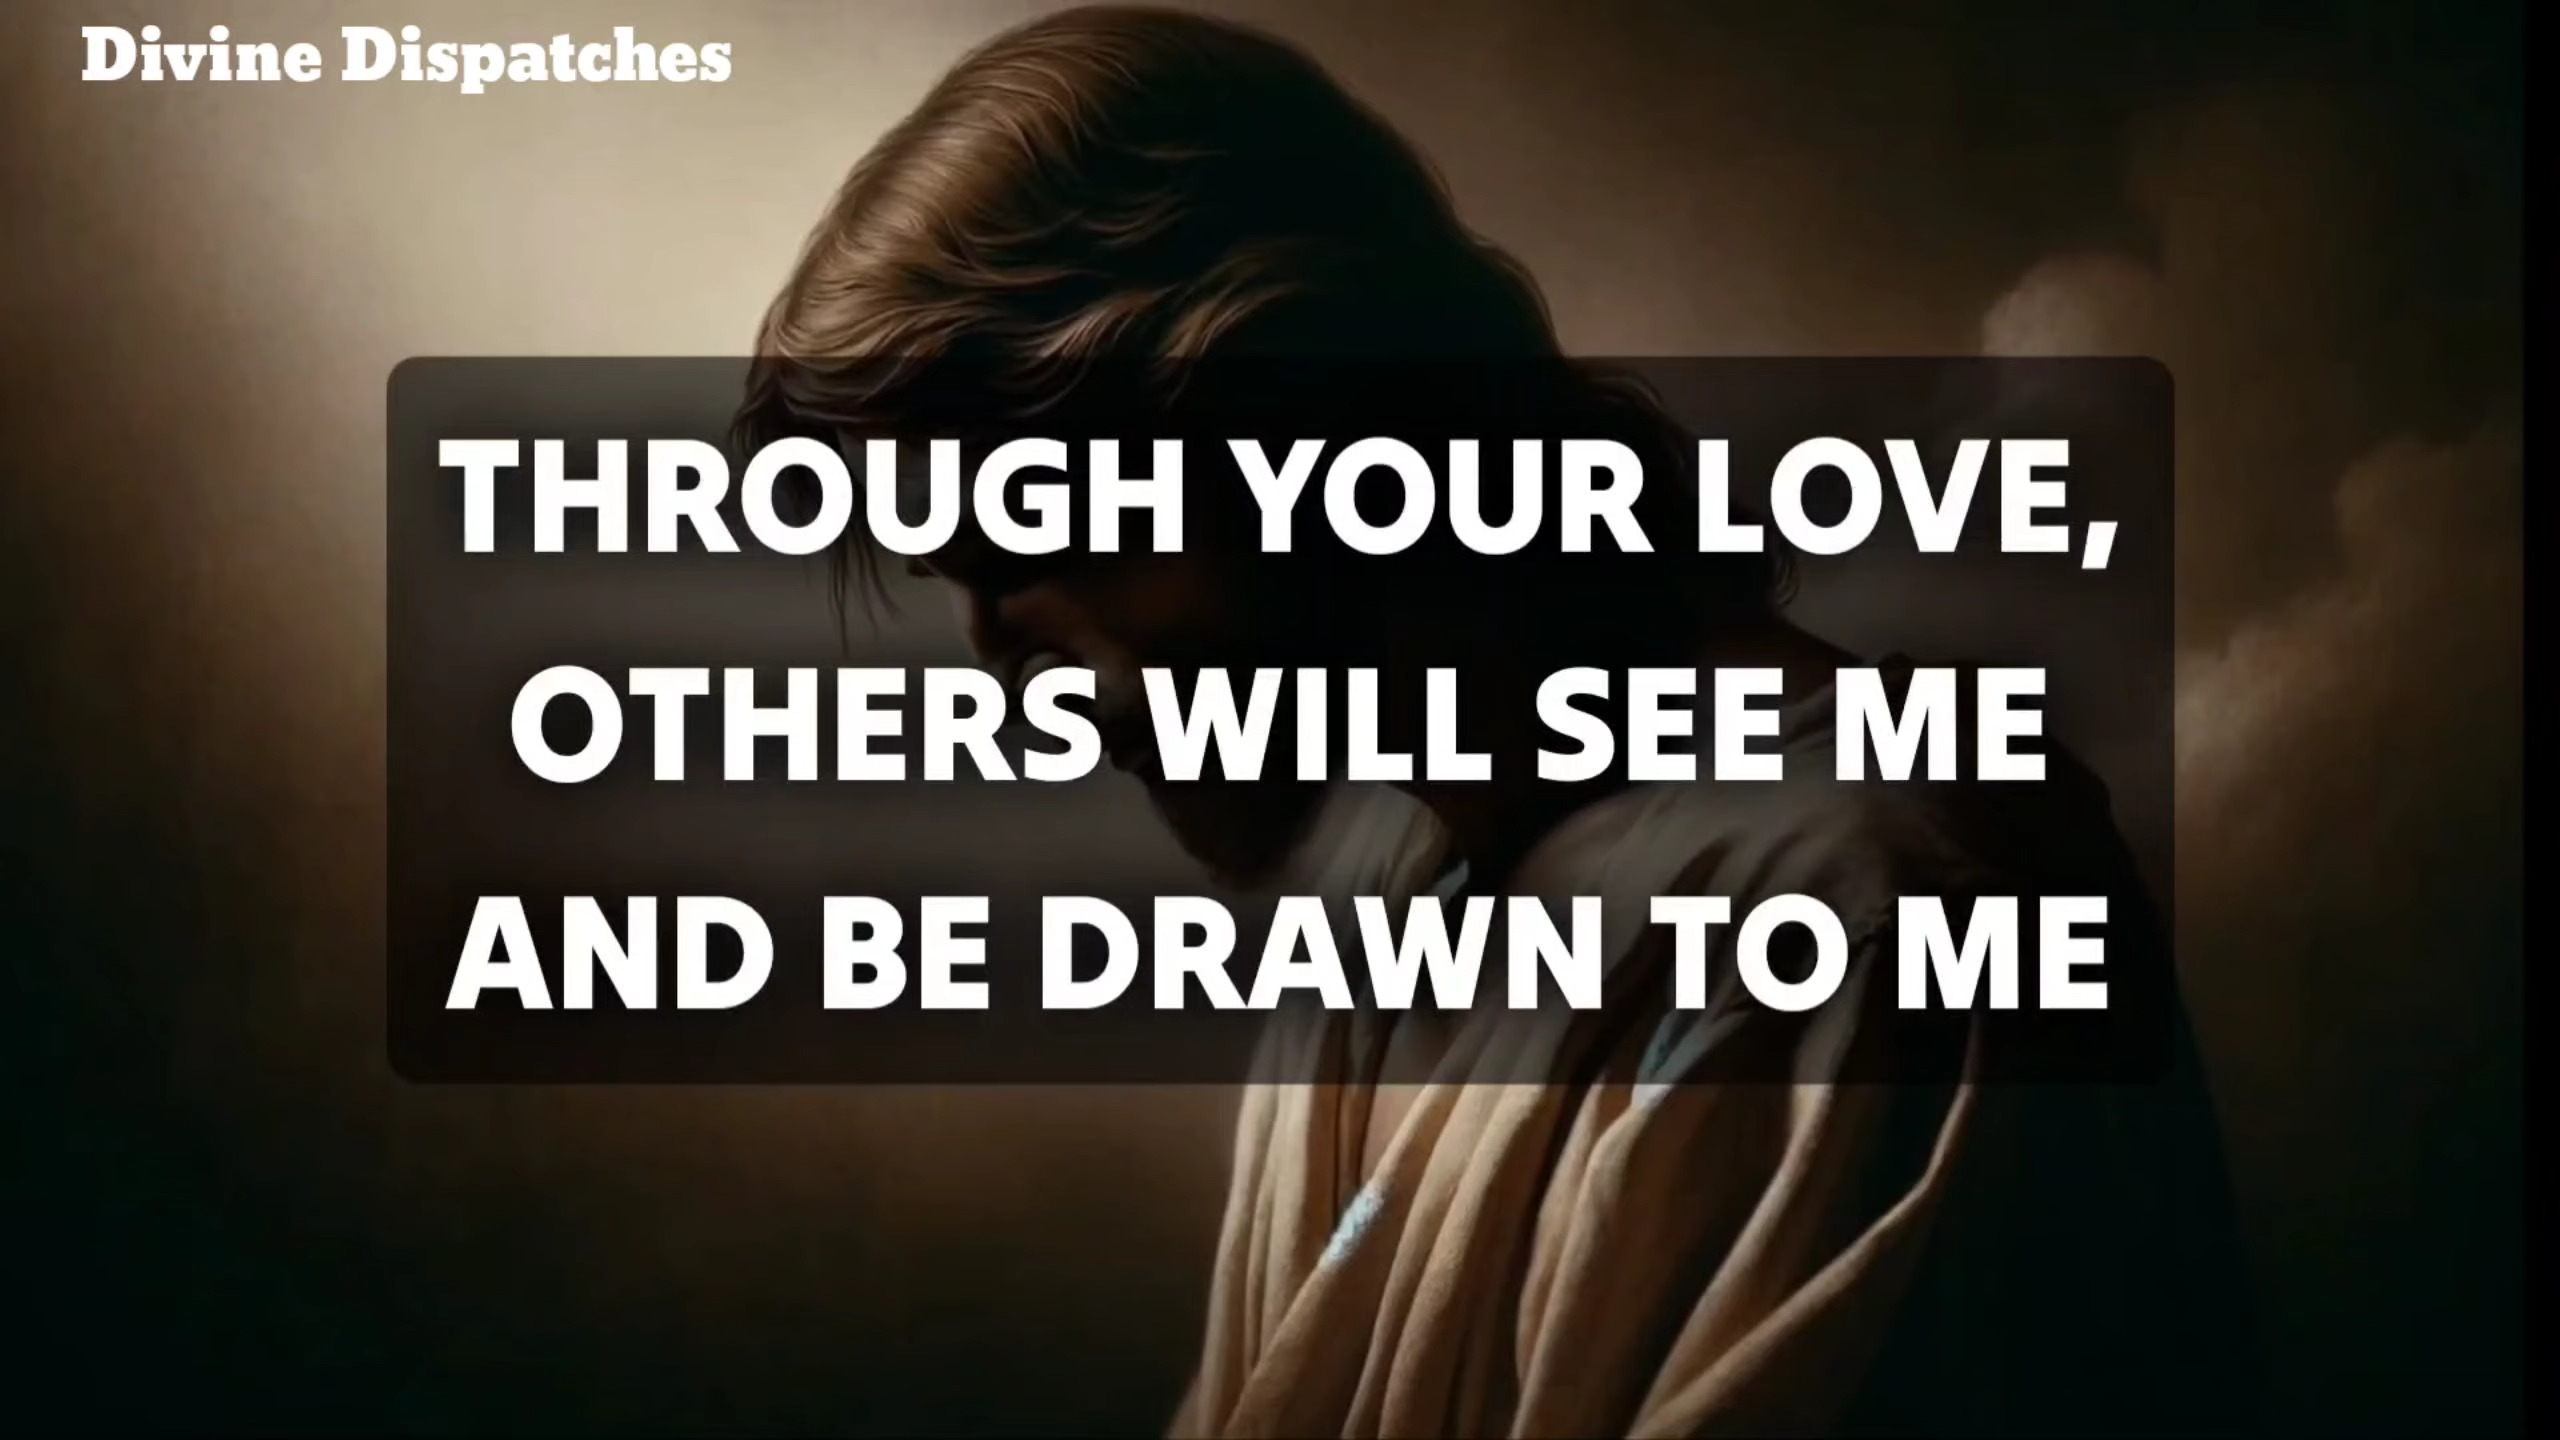 Divine Dispatches
THROUGH YOUR LOVE,
OTHERS WILL SEE ME
AND BE DRAWN TO ME